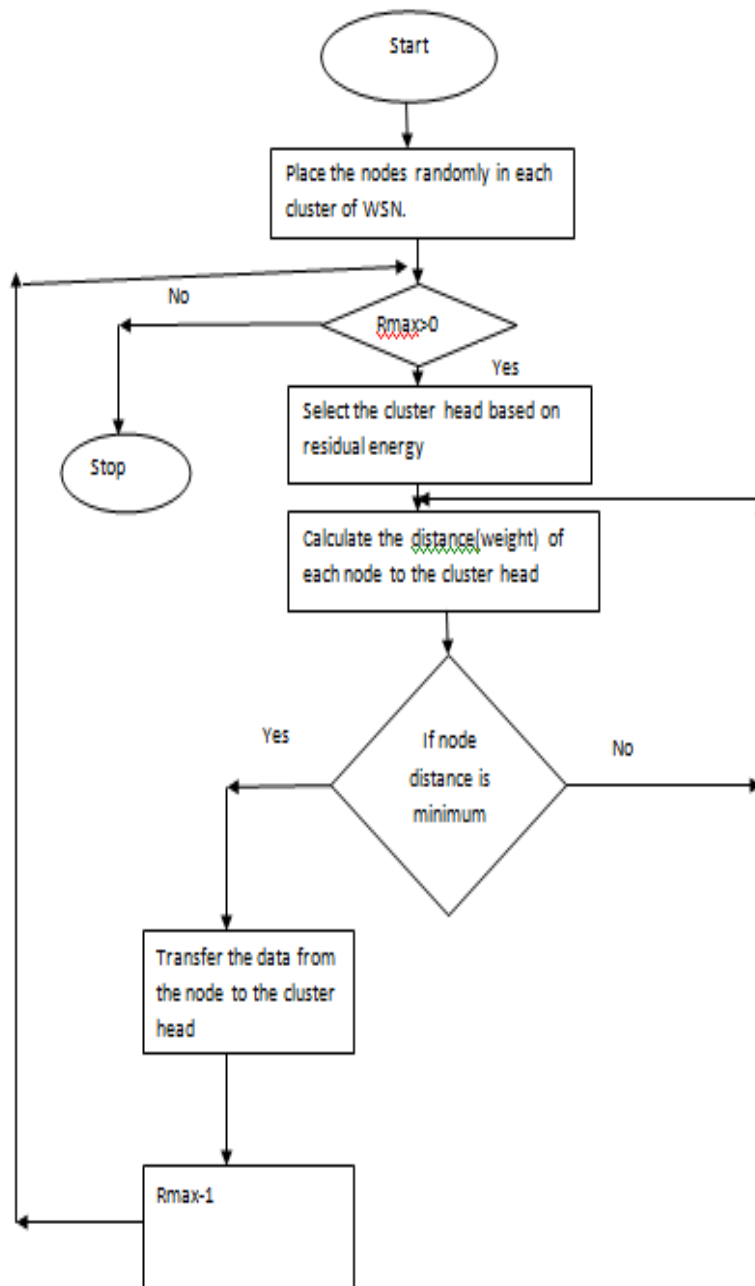 Start
Place the nodes randomly in each
cluster of WSN.
No
Rmax>0
Yes
Select the cluster head based on
residual energy
Stop
Calculate the distance(weight) of
each node to the cluster head
Yes
If node
distance is
minimum
No
Transfer the data from
the node to the cluster
head
Rmax-1